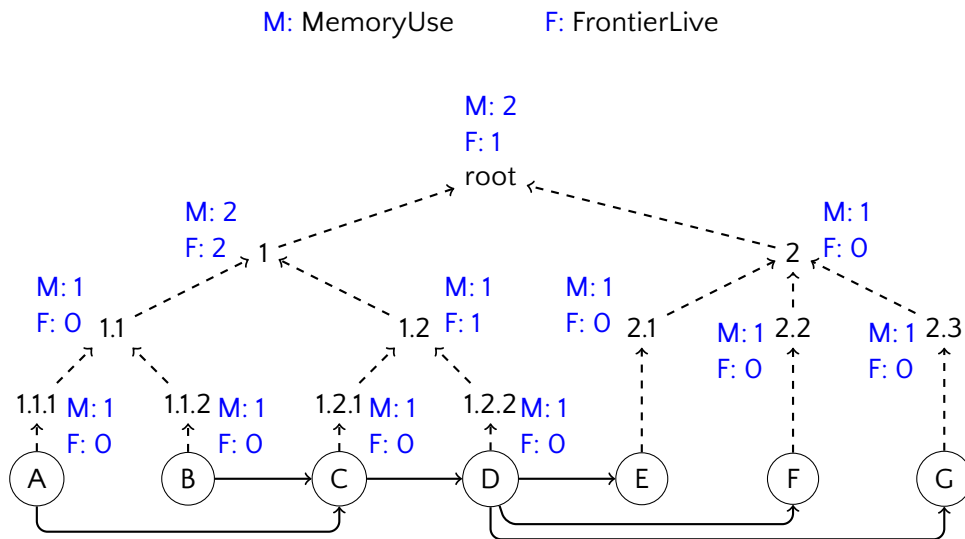 M: MemoryUse F: FrontierLive
M: 2
F: 1
root
M: 2
F: 2
1
M: 1
F: 0
2
M: 1
F: 0
1.1
M: 1
F: 1
1.2
M: 1
F: 0
2.1
M: 1
F: 0
2.2
M: 1
F: 0
2.3
1.1.1
M: 1
F: 0
1.1.2
M: 1
F: 0
1.2.1
M: 1
F: 0
1.2.2
M: 1
F: 0
A
B
C
D
E
F
G